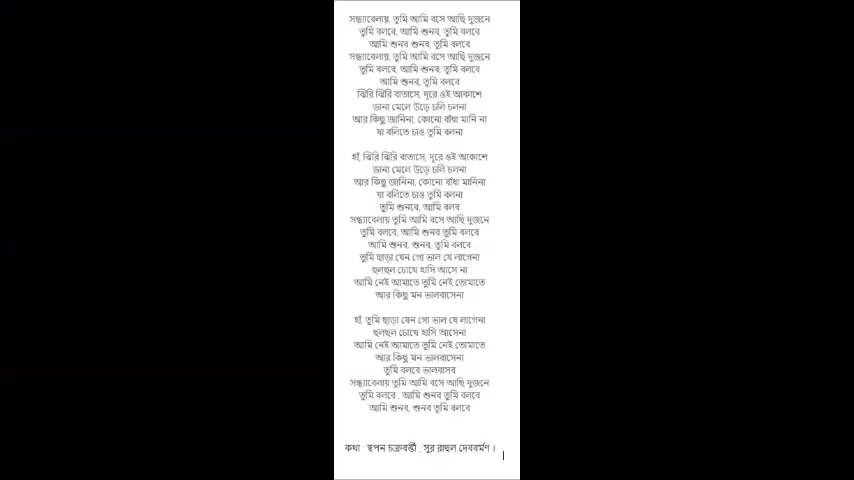 সন্ধ্যাবেলায়, তুমি আমি বসে আছি দুজনে
তুমি বলবে, আমি শুনব, তুমি বলবে
আমি শুনব শুনব, তুমি বলবে
সন্ধ্যাবেলায়, তুমি আমি বসে আছি দুজনে
তুমি বলবে, আমি শুনব, তুমি বলবে
আমি শুনব, তুমি বলবে
ঝিরি ঝিরি বাতাসে, দূরে ওই আকাশে
ডানা মেলে উড়ে চলি চলনা
আর কিছু জানিনা, কোনো বাঁধা মানি না
যা বলিতে চাও তুমি বলনা
হাঁ, ঝিরি ঝিরি বাতাসে, দূরে ওই আকাশে
ডানা মেলে উড়ে চলি চলনা
আর কিছু জানিনা, কোনো বাঁধা মানিনা
যা বলিতে চাও তুমি বলনা
তুমি শুনবে, আমি বলব
সন্ধ্যাবেলায় তুমি আমি বসে আছি দুজনে
তুমি বলবে, আমি শুনব তুমি বলবে
আমি শুনব, শুনব, তুমি বলবে
তুমি ছাড়া যেন গো ভাল যে লাগেনা
ছলছল চোখে হাসি আসে না
আমি নেই আমাতে তুমি নেই তোমাতে
আর কিছু মন ভালবাসেনা
হাঁ, তুমি ছাড়া যেন গো ভাল যে লাগেনা
ছলছল চোখে হাসি আসেনা
আমি নেই আমাতে তুমি নেই তোমাতে
আর কিছু মন ভালবাসেনা
তুমি বলবে ভালবাসব
সন্ধ্যাবেলায় তুমি আমি বসে আছি দুজনে
তুমি বলবে , আমি শুনব তুমি বলবে
আমি শুনব, শুনব তুমি বলবে
কথা স্বপন চক্রবর্ত্তী , সুর রাহুল দেববর্মণ ।